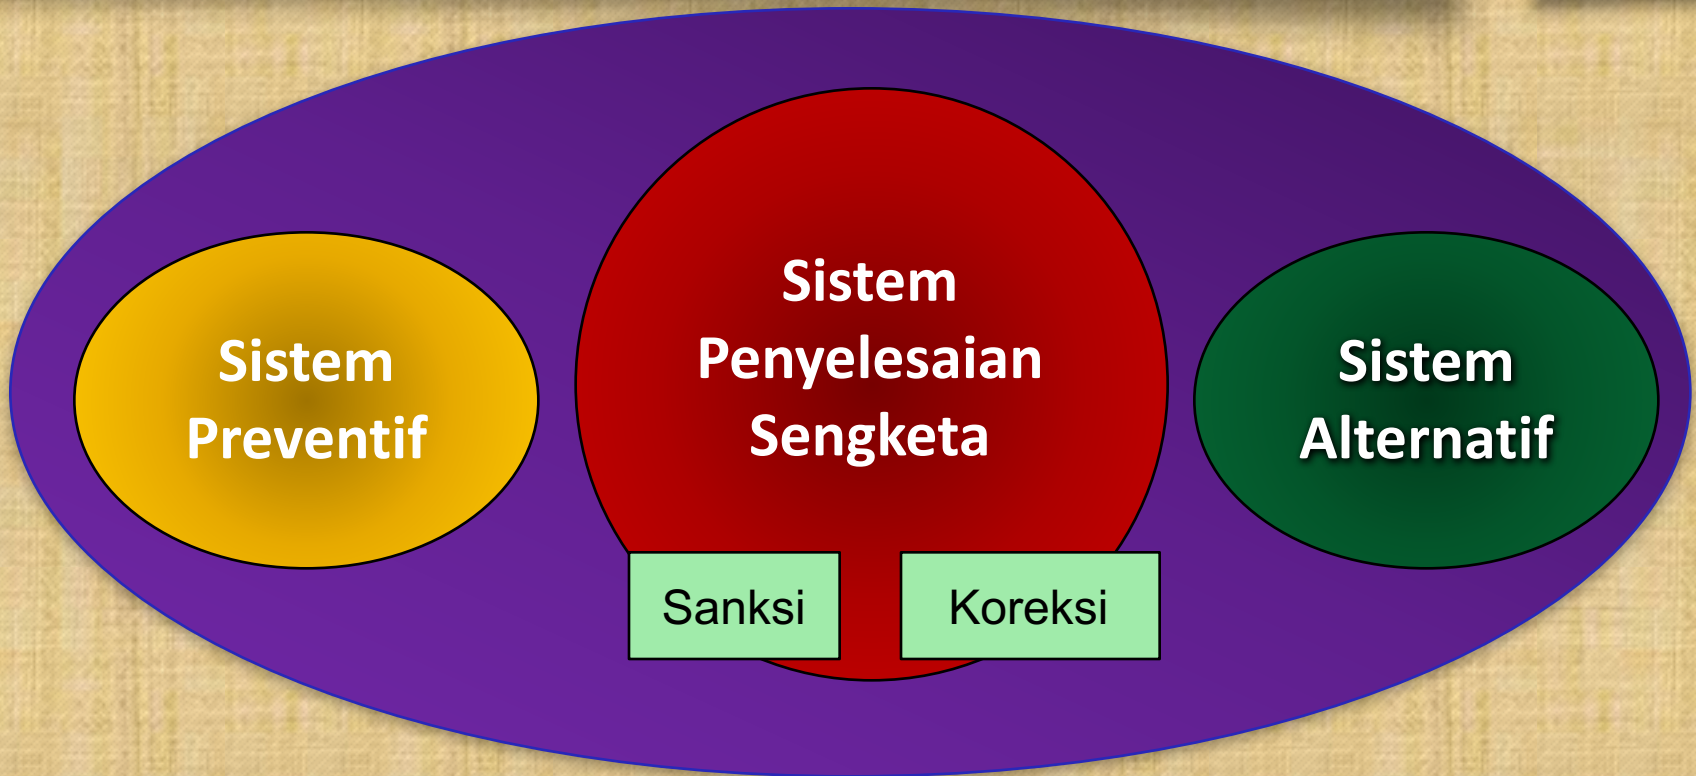 Sistem
Preventif
Sistem
Penyelesaian
Sengketa
Sanksi
Koreksi
Sistem
Alternatif